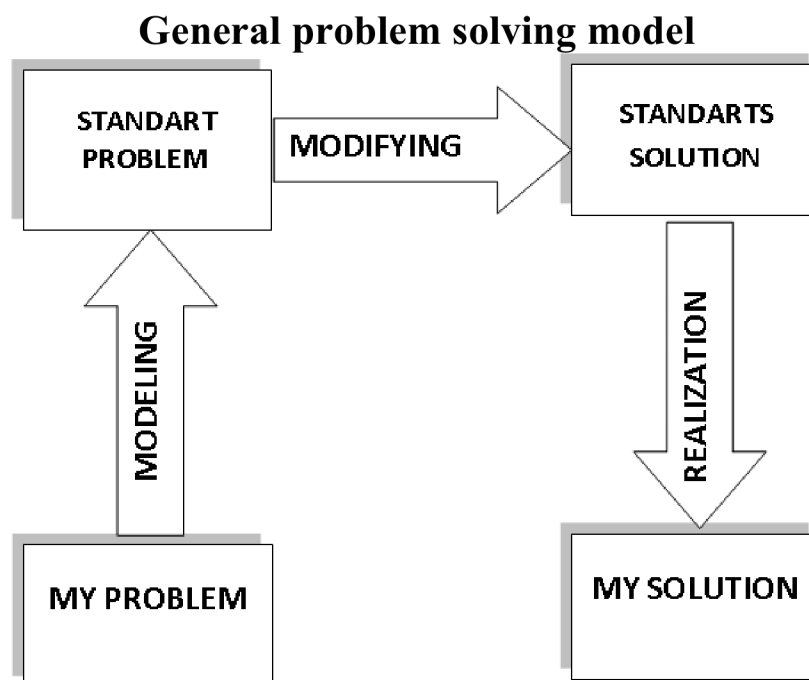 General problem solving model
STANDART
PROBLEM
MODIFYING
STANDARTS
SOLUTION
MODELING
REALIZATION
MY PROBLEM
MY SOLUTION